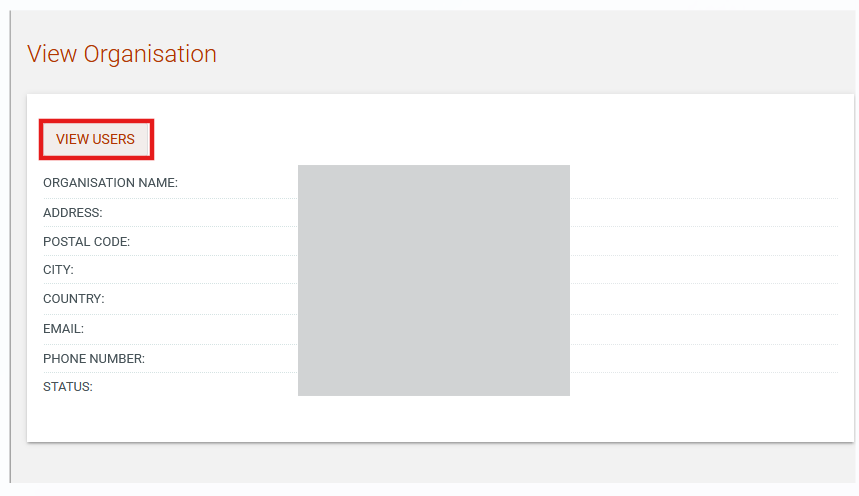 View Organisation
VIEW USERS
ORGANISATION NAME:
ADDRESS:
POSTAL CODE:
CITY:
COUNTRY:
EMAIL:
PHONE NUMBER:
STATUS: